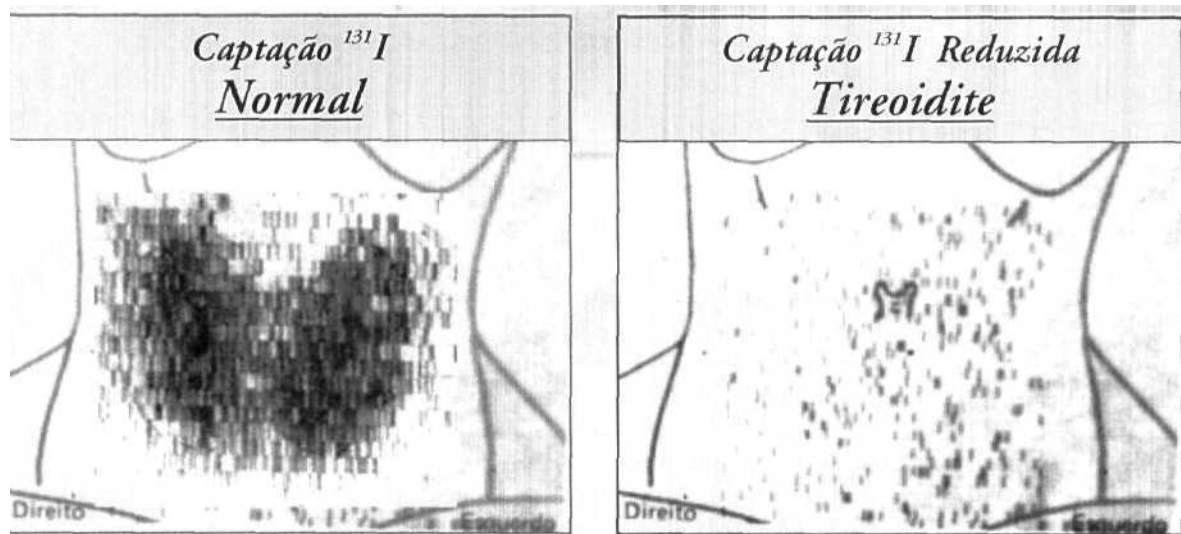 Captação ¹³¹I
Normal
Captação ¹³¹I Reduzida
Tireoidite
Direito
Esquerdo
Direito
Esquerdo